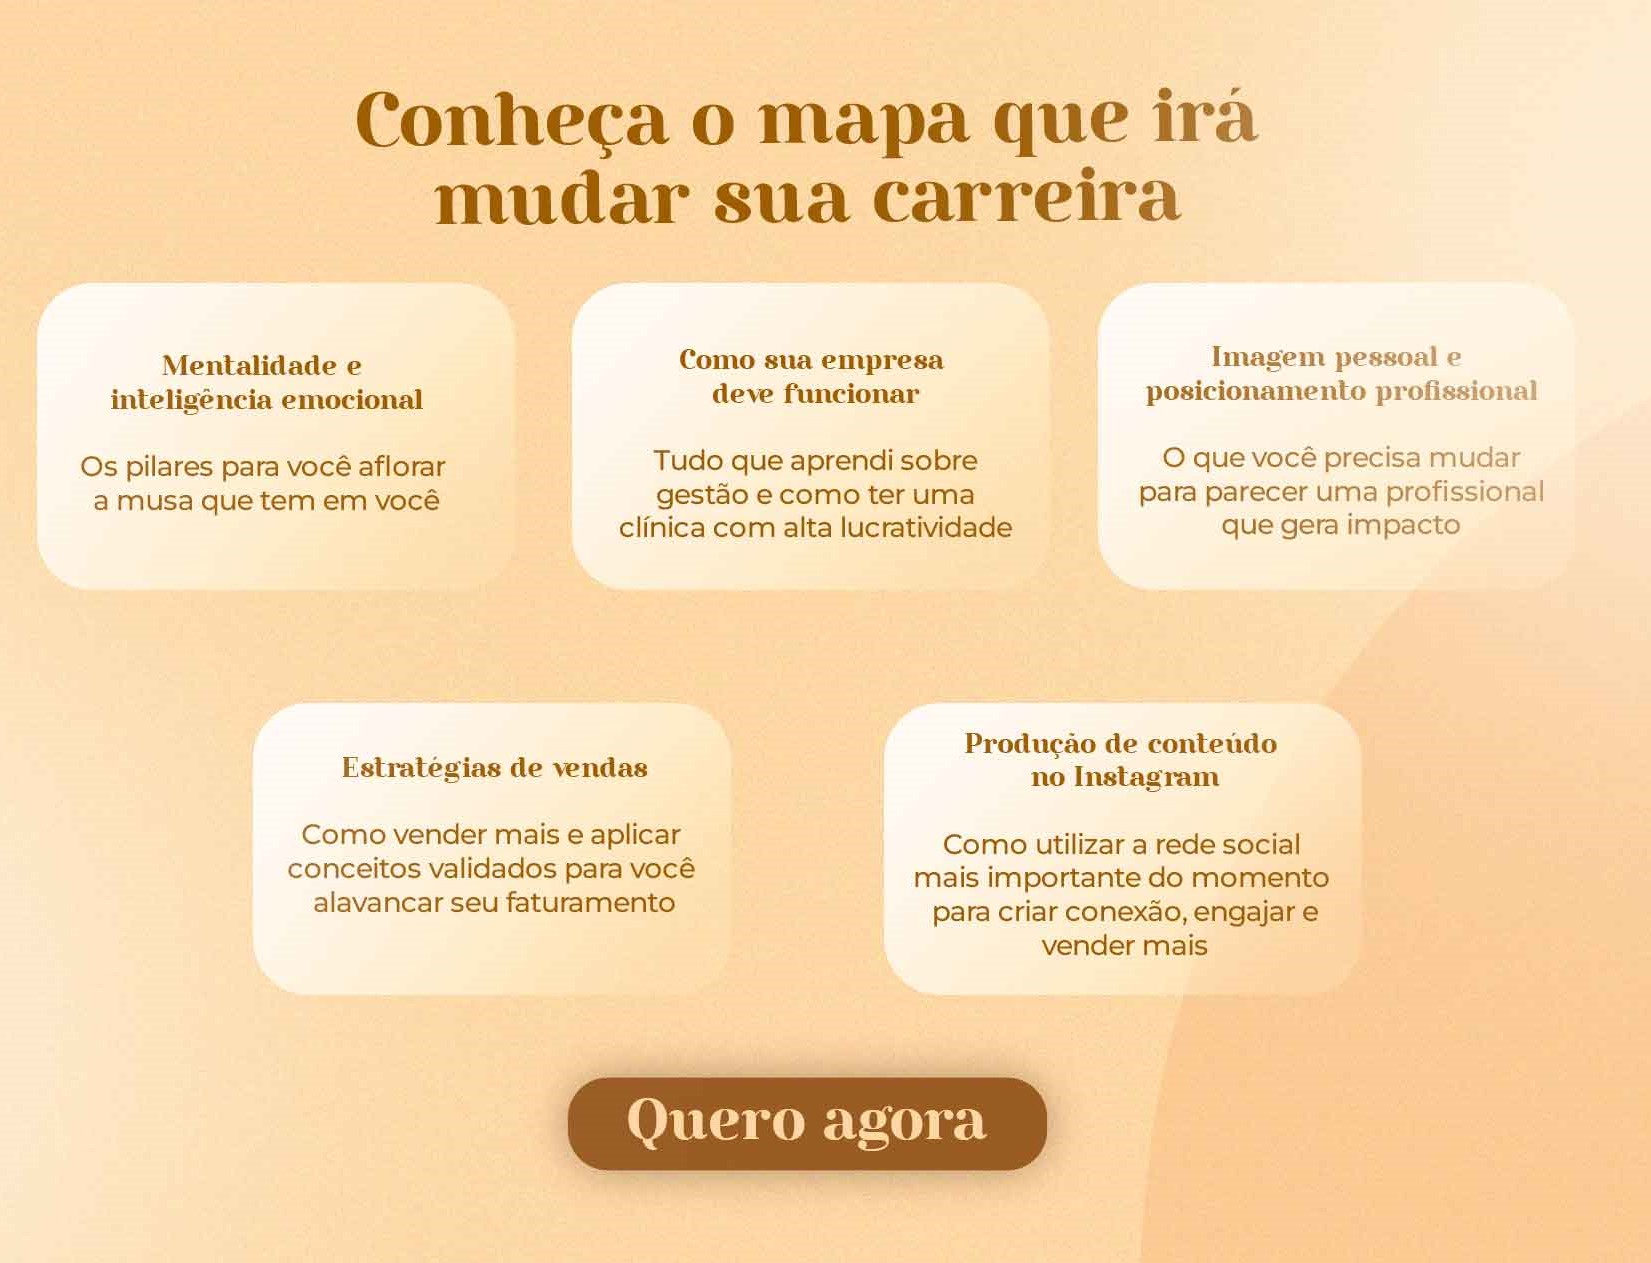 Conheça o mapa que irá
mudar sua carreira
Mentalidade e
inteligência emocional
Os pilares para você aflorar
a musa que tem em você
Como sua empresa
deve funcionar
Tudo que aprendi sobre
gestão e como ter uma
clínica com alta lucratividade
Imagem pessoal e
posicionamento profissional
O que você precisa mudar
para parecer uma profissional
que gera impacto
Estratégias de vendas
Como vender mais e aplicar
conceitos validados para você
alavancar seu faturamento
Produção de conteúdo
no Instagram
Como utilizar a rede social
mais importante do momento
para criar conexão, engajar e
vender mais
Quero agora